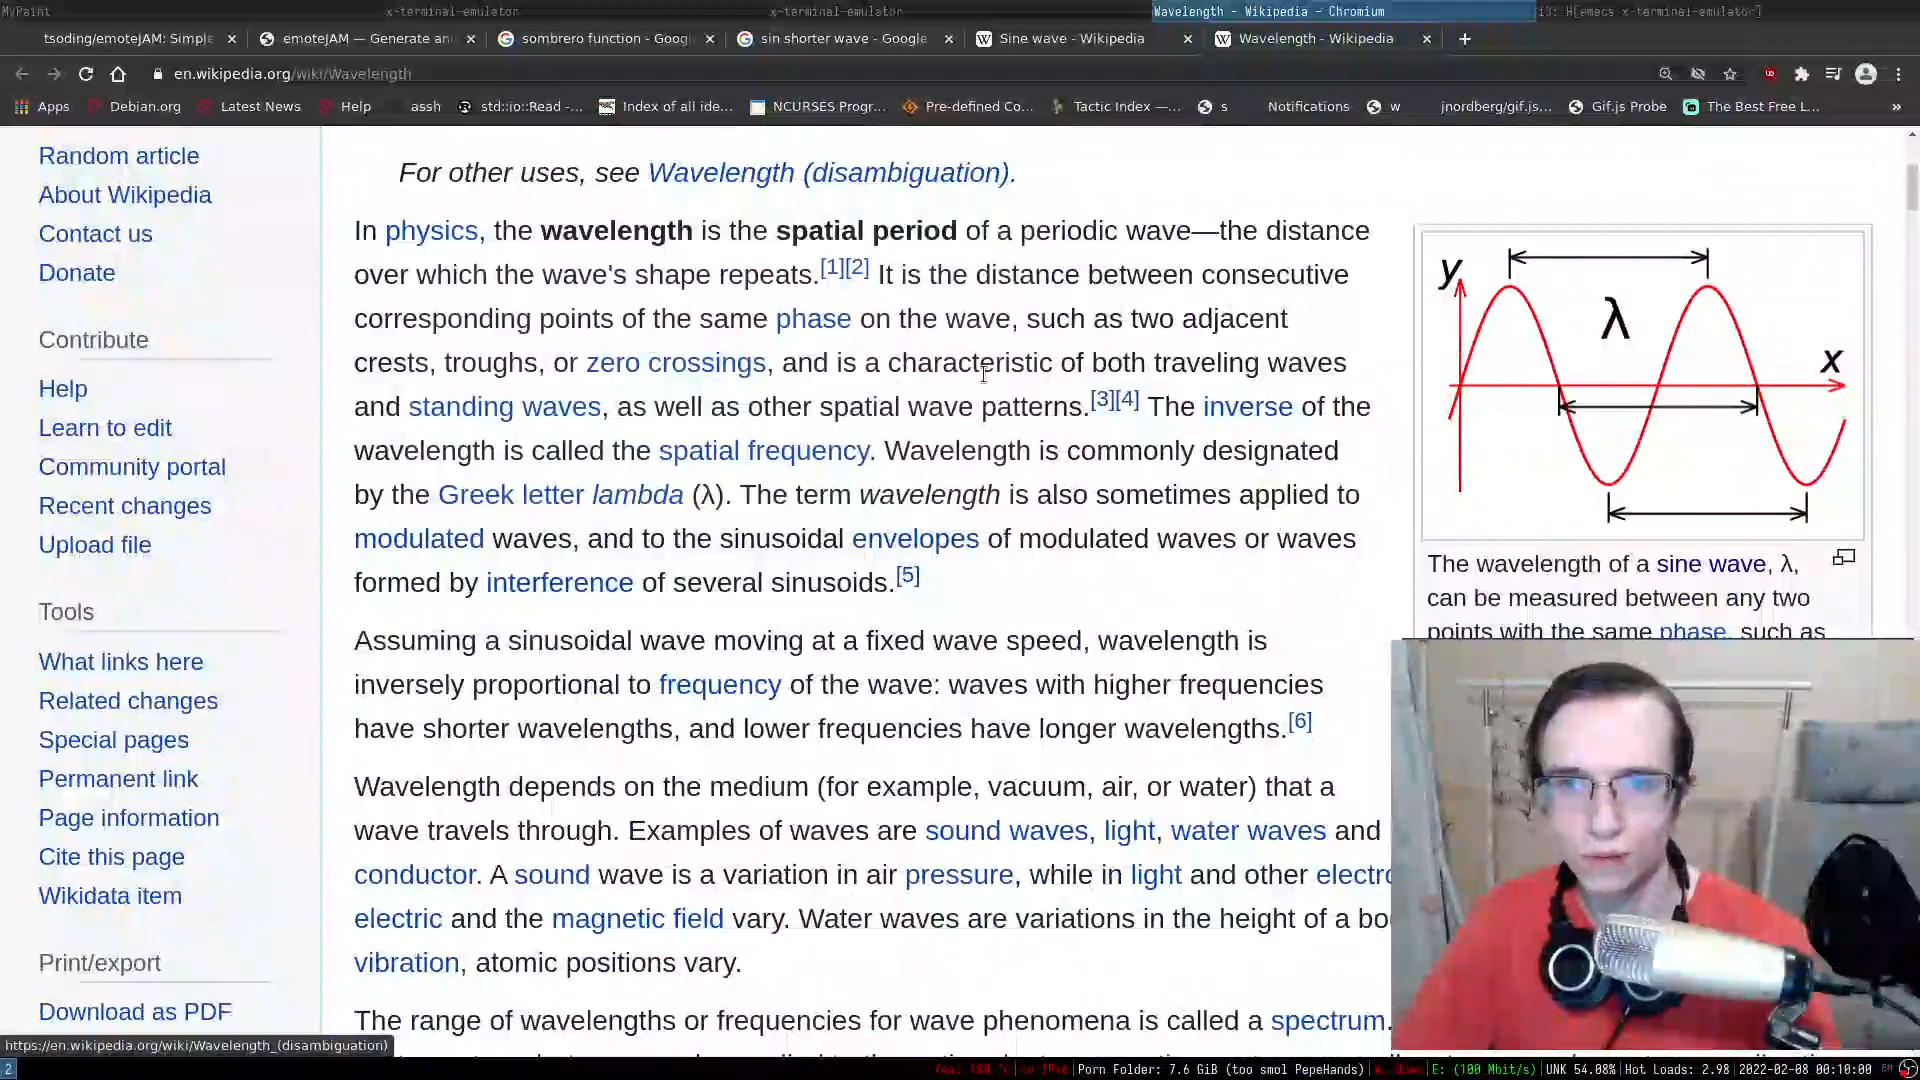 MyPaint
x-terminal-emulator
x-terminal-emulator
Wavelength - Wikipedia - Chromium
i3: H[emacs x-terminal-emulator]
tsoding/emoteJAM: Simple
emoteJAM — Generate an
sombrero function - Goog
sin shorter wave - Google
Sine wave - Wikipedia
Wavelength - Wikipedia
en.wikipedia.org/wiki/Wavelength
Apps
Debian.org
Latest News
Help
assh
std::io::Read -...
Index of all ide...
NCURSES Progr...
Pre-defined Co...
Tactic Index —...
s
Notifications
w
jnordberg/gif.js...
Gif.js Probe
The Best Free L...
»
Random article
About Wikipedia
Contact us
Donate
Contribute
Help
Learn to edit
Community portal
Recent changes
Upload file
Tools
What links here
Related changes
Special pages
Permanent link
Page information
Cite this page
Wikidata item
Print/export
Download as PDF
For other uses, see Wavelength (disambiguation).
In physics, the wavelength is the spatial period of a periodic wave—the distance
over which the wave's shape repeats.[1][2] It is the distance between consecutive
corresponding points of the same phase on the wave, such as two adjacent
crests, troughs, or zero crossings, and is a characteristic of both traveling waves
and standing waves, as well as other spatial wave patterns.[3][4] The inverse of the
wavelength is called the spatial frequency. Wavelength is commonly designated
by the Greek letter lambda (λ). The term wavelength is also sometimes applied to
modulated waves, and to the sinusoidal envelopes of modulated waves or waves
formed by interference of several sinusoids.[5]
Assuming a sinusoidal wave moving at a fixed wave speed, wavelength is
inversely proportional to frequency of the wave: waves with higher frequencies
have shorter wavelengths, and lower frequencies have longer wavelengths.[6]
Wavelength depends on the medium (for example, vacuum, air, or water) that a
wave travels through. Examples of waves are sound waves, light, water waves and
conductor. A sound wave is a variation in air pressure, while in light and other electro
electric and the magnetic field vary. Water waves are variations in the height of a bo
vibration, atomic positions vary.
The range of wavelengths or frequencies for wave phenomena is called a spectrum.
y
λ
x
The wavelength of a sine wave, λ,
can be measured between any two
points with the same phase, such as
https://en.wikipedia.org/wiki/Wavelength_(disambiguation)
2
Porn Folder: 7.6 GiB (too smol PepeHands)
E: (100 Mbit/s)
UNK 54.08%
Hot Loads: 2.98
2022-02-08 00:10:00